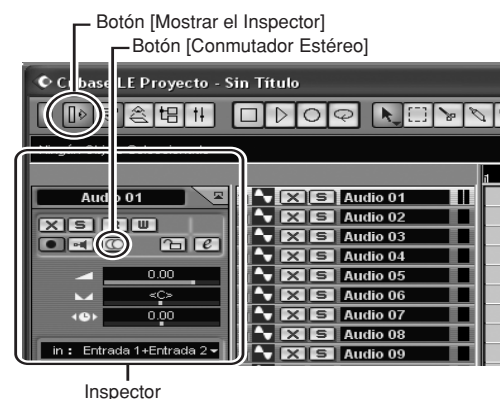 Botón [Mostrar el Inspector]
Botón [Conmutador Estéreo]
Cubase LE Proyecto - Sin Título
Audio 01
X S R W
e
0.00
<C>
0.00
in : Entrada 1+Entrada 2
X S Audio 01
X S Audio 02
X S Audio 03
X S Audio 04
X S Audio 05
X S Audio 06
X S Audio 07
X S Audio 08
X S Audio 09
1
Inspector